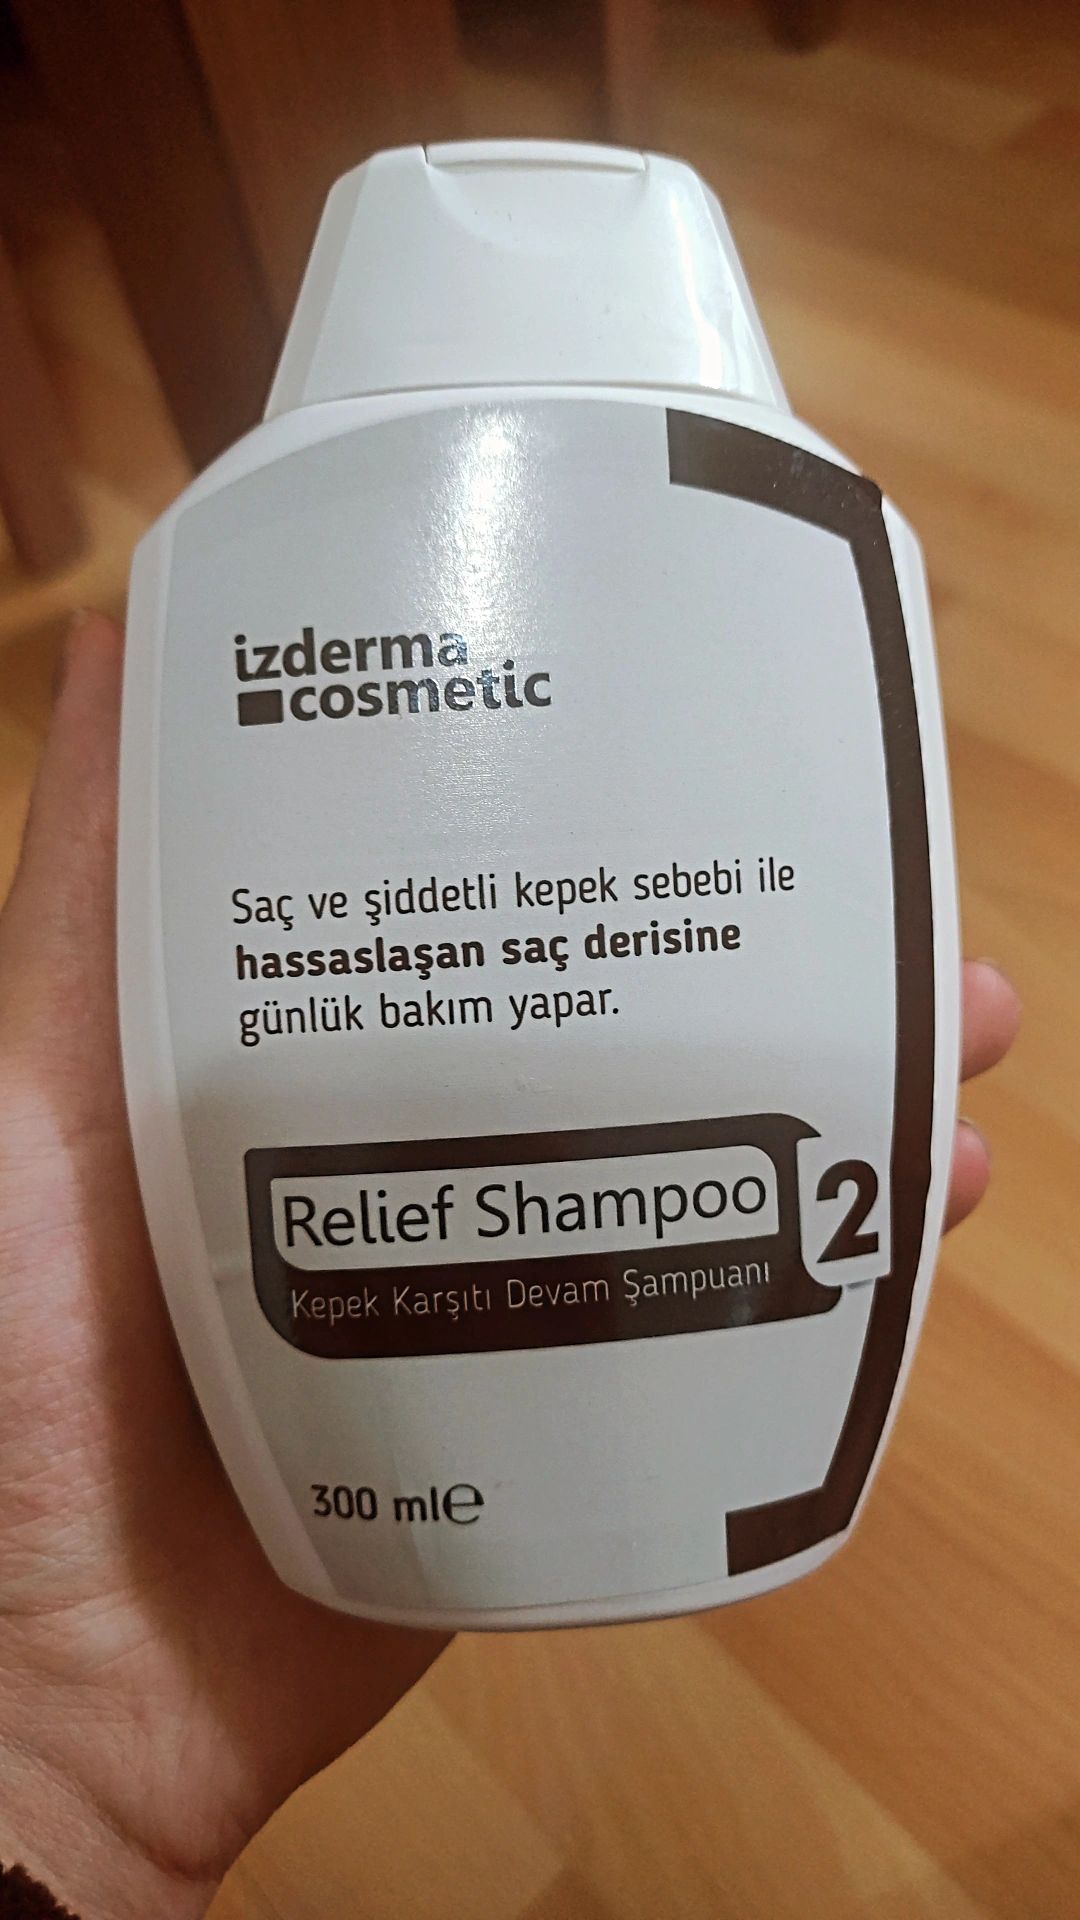 izderma
cosmetic
Saç ve şiddetli kepek sebebi ile
hassaslaşan saç derisine
günlük bakım yapar.
Relief Shampoo 2
Kepek Karşıtı Devam Şampuanı
300 ml℮